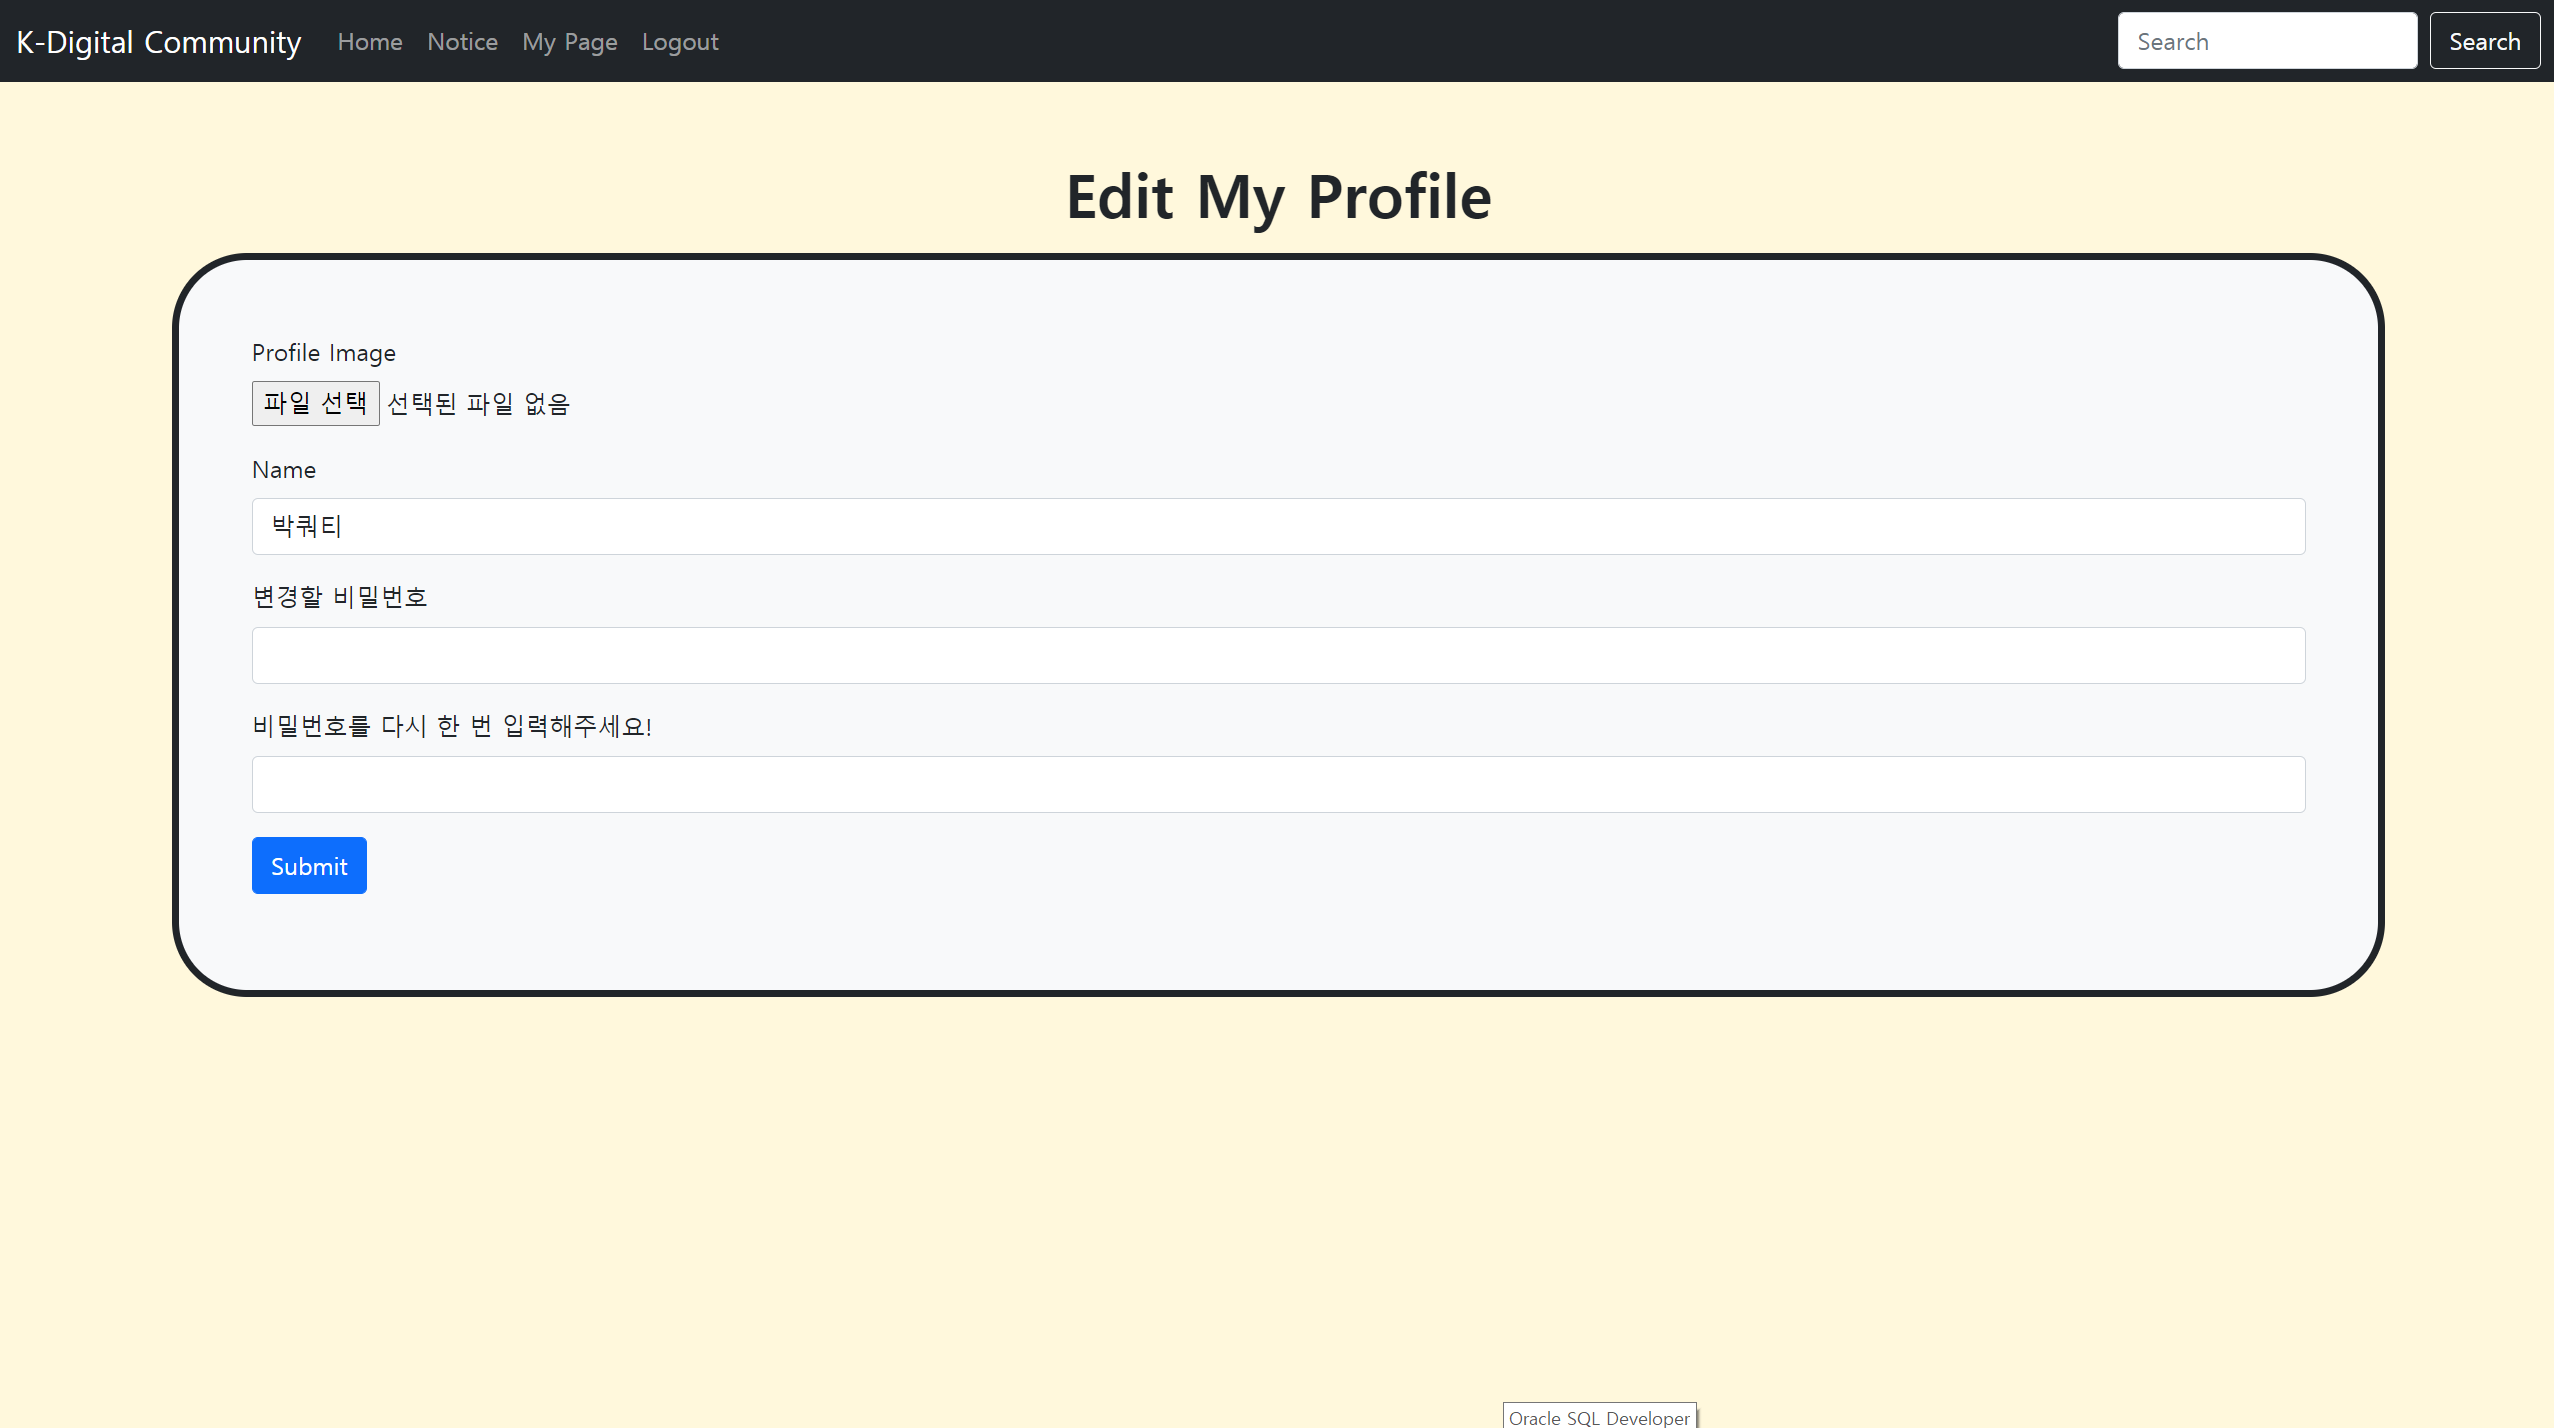 K-Digital Community Home Notice My Page Logout Search Search
Edit My Profile
Profile Image
파일 선택 선택된 파일 없음
Name
박쿼티
변경할 비밀번호
비밀번호를 다시 한 번 입력해주세요!
Submit
Oracle SQL Developer